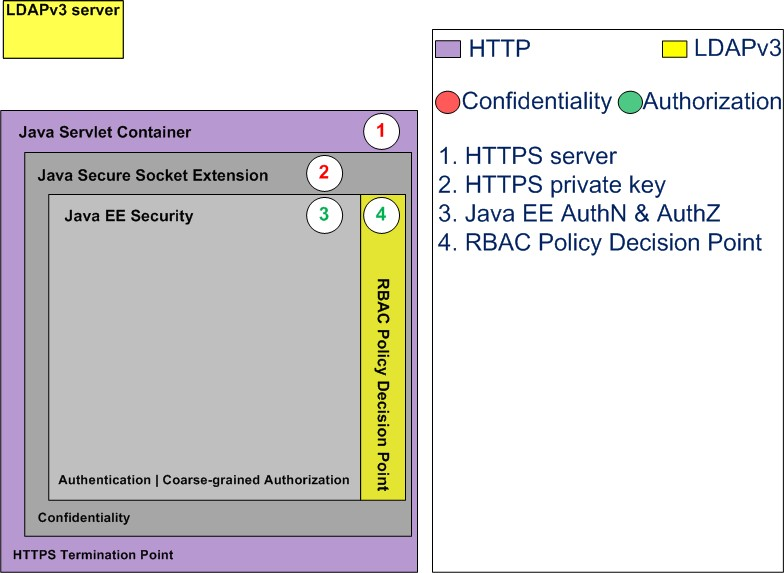 LDAPv3 server
Java Servlet Container
1
Java Secure Socket Extension
2
Java EE Security
3
4
RBAC Policy Decision Point
Authentication | Coarse-grained Authorization
Confidentiality
HTTPS Termination Point
HTTP
LDAPv3
Confidentiality
Authorization
1. HTTPS server
2. HTTPS private key
3. Java EE AuthN & AuthZ
4. RBAC Policy Decision Point